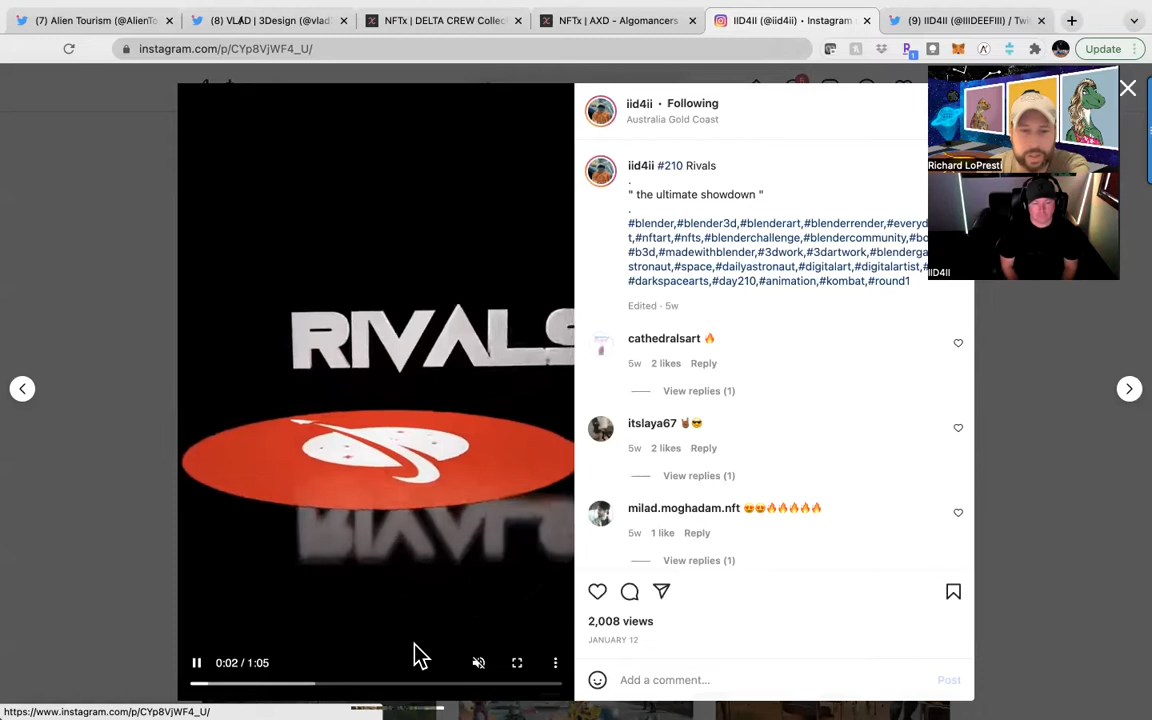 (7) Alien Tourism (@AlienTo
(8) VLAD | 3Design (@vlad
NFTx | DELTA CREW Collec
NFTx | AXD - Algomancers
IID4II (@iid4ii) • Instagram
(9) IID4II (@IIIDEEFIII) / Twi
instagram.com/p/CYp8VjWF4_U/
1
Update
iid4ii • Following
Australia Gold Coast
iid4ii #210 Rivals
.
" the ultimate showdown "
.
#blender,#blender3d,#blenderart,#blenderrender,#everyd
t,#nftart,#nfts,#blenderchallenge,#blendercommunity,#bc
#b3d,#madewithblender,#3dwork,#3dartwork,#blenderga
stronaut,#space,#dailyastronaut,#digitalart,#digitalartist,#
#darkspacearts,#day210,#animation,#kombat,#round1
Edited · 5w
Richard LoPresti
IID4II
RIVALS
cathedralsart 🔥
5w 2 likes Reply
View replies (1)
itslaya67 🤘🏾😎
5w 2 likes Reply
View replies (1)
milad.moghadam.nft 😍😍🔥🔥🔥🔥🔥
5w 1 like Reply
View replies (1)
2,008 views
JANUARY 12
0:02 / 1:05
Add a comment...
Post
https://www.instagram.com/p/CYp8VjWF4_U/